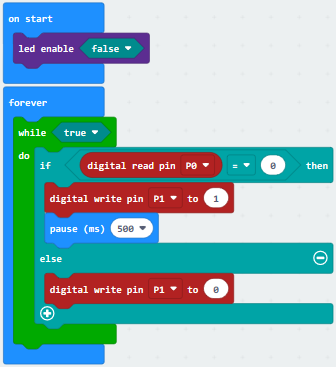 on start
led enable false
forever
while true
do
if digital read pin P0 = 0 then
digital write pin P1 to 1
pause (ms) 500
else
digital write pin P1 to 0